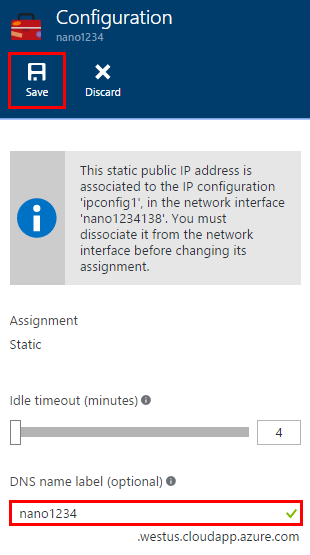 Configuration
nano1234
Save
Discard
This static public IP address is
associated to the IP configuration
'ipconfig1', in the network interface
'nano1234138'. You must
dissociate it from the network
interface before changing its
assignment.
Assignment
Static
Idle timeout (minutes)
4
DNS name label (optional)
nano1234
.westus.cloudapp.azure.com